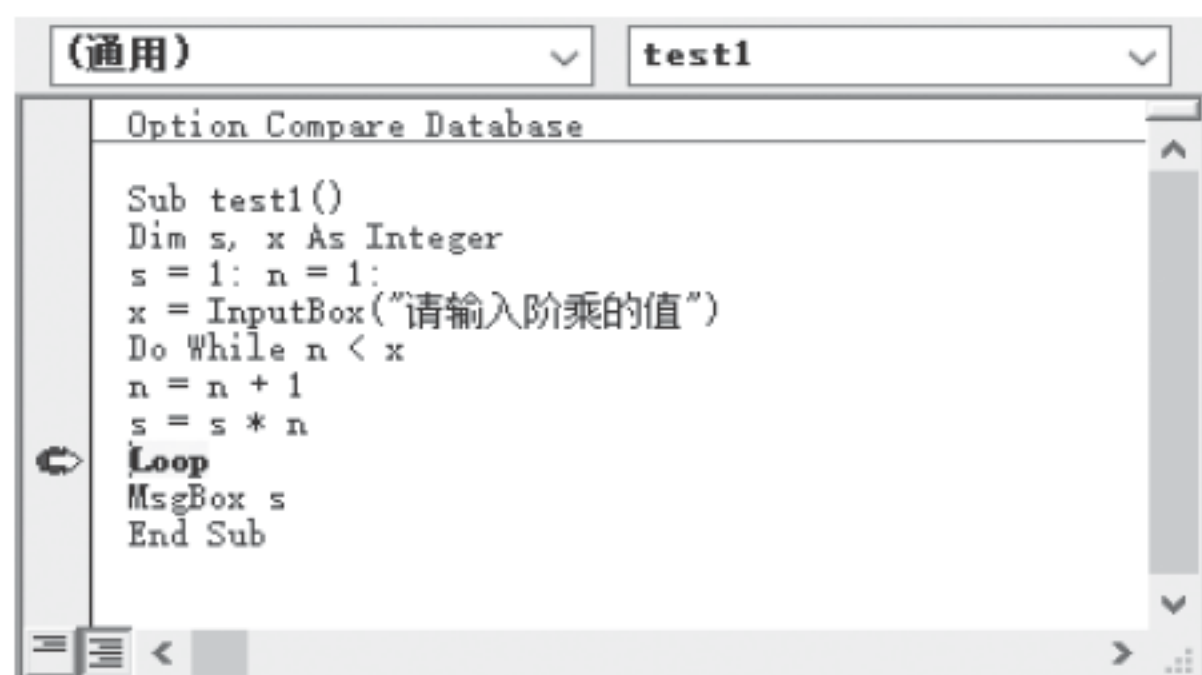 (通用)
test1
Option Compare Database
Sub test1()
Dim s, x As Integer
s = 1: n = 1:
x = InputBox("请输入阶乘的值")
Do While n < x
n = n + 1
s = s * n
Loop
MsgBox s
End Sub